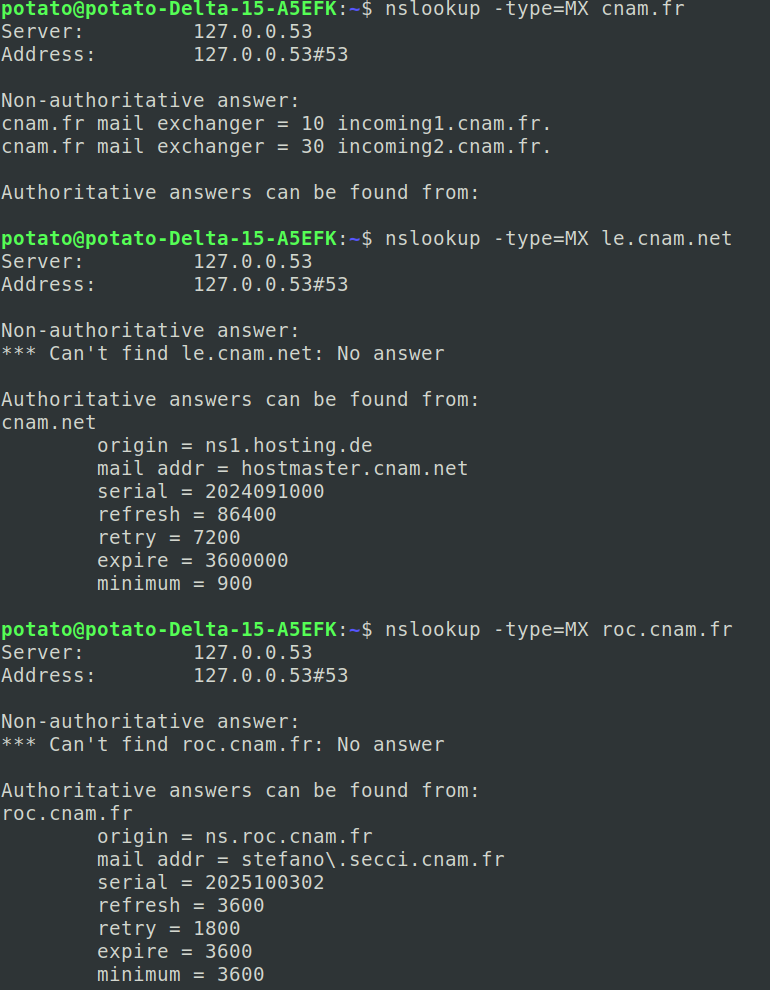 potato@potato-Delta-15-A5EFK:~$ nslookup -type=MX cnam.fr
Server:         127.0.0.53
Address:        127.0.0.53#53

Non-authoritative answer:
cnam.fr mail exchanger = 10 incoming1.cnam.fr.
cnam.fr mail exchanger = 30 incoming2.cnam.fr.

Authoritative answers can be found from:

potato@potato-Delta-15-A5EFK:~$ nslookup -type=MX le.cnam.net
Server:         127.0.0.53
Address:        127.0.0.53#53

Non-authoritative answer:
*** Can't find le.cnam.net: No answer

Authoritative answers can be found from:
cnam.net
        origin = ns1.hosting.de
        mail addr = hostmaster.cnam.net
        serial = 2024091000
        refresh = 86400
        retry = 7200
        expire = 3600000
        minimum = 900

potato@potato-Delta-15-A5EFK:~$ nslookup -type=MX roc.cnam.fr
Server:         127.0.0.53
Address:        127.0.0.53#53

Non-authoritative answer:
*** Can't find roc.cnam.fr: No answer

Authoritative answers can be found from:
roc.cnam.fr
        origin = ns.roc.cnam.fr
        mail addr = stefano\.secci.cnam.fr
        serial = 2025100302
        refresh = 3600
        retry = 1800
        expire = 3600
        minimum = 3600